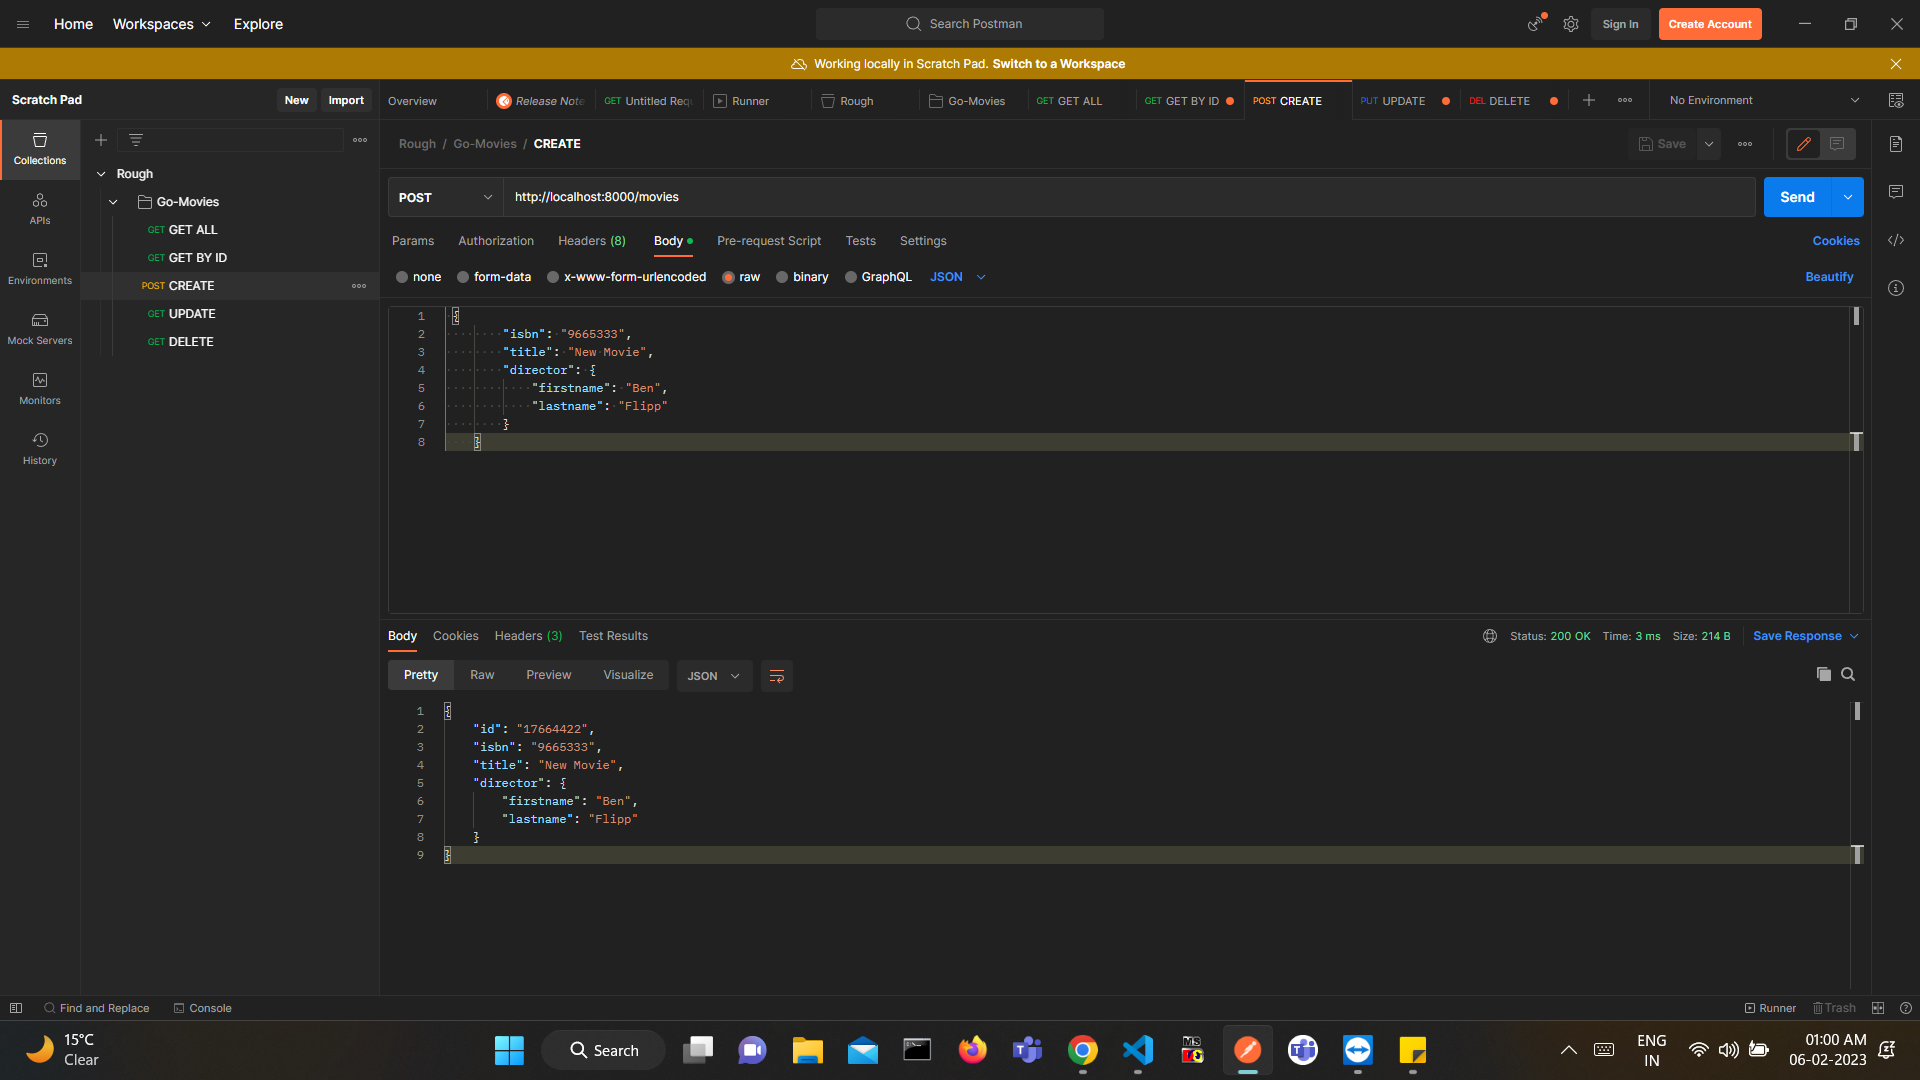 Home Workspaces Explore Search Postman Sign In Create Account
Working locally in Scratch Pad. Switch to a Workspace
Scratch Pad New Import Overview Release Note GET Untitled Req Runner Rough Go-Movies GET GET ALL GET GET BY ID POST CREATE PUT UPDATE DEL DELETE No Environment
Collections
APIs
Environments
Mock Servers
Monitors
History
Rough
Go-Movies
GET GET ALL
GET GET BY ID
POST CREATE
GET UPDATE
GET DELETE
Rough / Go-Movies / CREATE Save
POST http://localhost:8000/movies Send
Params Authorization Headers (8) Body Pre-request Script Tests Settings Cookies
none form-data x-www-form-urlencoded raw binary GraphQL JSON Beautify
1 {
2 "isbn": "9665333",
3 "title": "New Movie",
4 "director": {
5 "firstname": "Ben",
6 "lastname": "Flipp"
7 }
8 }
Body Cookies Headers (3) Test Results Status: 200 OK Time: 3 ms Size: 214 B Save Response
Pretty Raw Preview Visualize JSON
1 {
2 "id": "17664422",
3 "isbn": "9665333",
4 "title": "New Movie",
5 "director": {
6 "firstname": "Ben",
7 "lastname": "Flipp"
8 }
9 }
Find and Replace Console Runner Trash
15°C
Clear
Search
ENG
IN
01:00 AM
06-02-2023